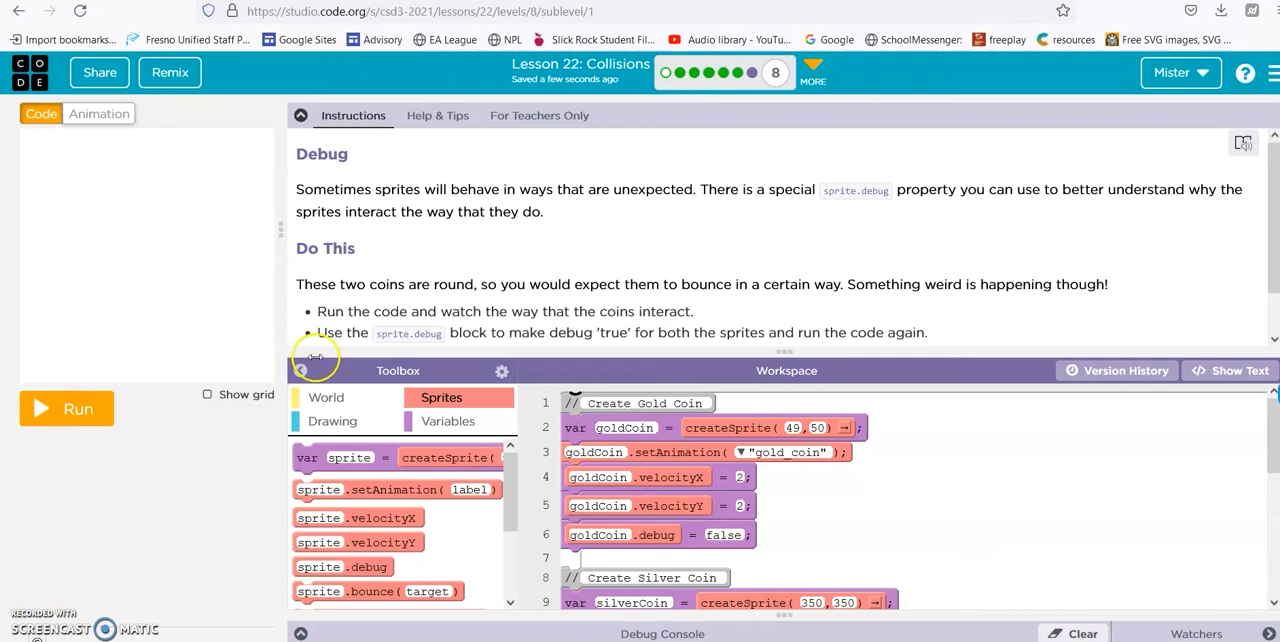 https://studio.code.org/s/csd3-2021/lessons/22/levels/8/sublevel/1
Import bookmarks... Fresno Unified Staff P... Google Sites Advisory EA League NPL Slick Rock Student Fil... Audio library - YouTu... Google SchoolMessenger: freeplay resources Free SVG images, SVG ...
C O D E Share Remix Lesson 22: Collisions 8 MORE Mister ?
Saved a few seconds ago
Code Animation Instructions Help & Tips For Teachers Only
Debug
Sometimes sprites will behave in ways that are unexpected. There is a special sprite.debug property you can use to better understand why the
sprites interact the way that they do.
Do This
These two coins are round, so you would expect them to bounce in a certain way. Something weird is happening though!
• Run the code and watch the way that the coins interact.
• Use the sprite.debug block to make debug 'true' for both the sprites and run the code again.
Toolbox Workspace Version History </> Show Text
Show grid
Run
World Sprites
Drawing Variables
var sprite = createSprite(
sprite.setAnimation( label )
sprite.velocityX
sprite.velocityY
sprite.debug
sprite.bounce( target )
1 // Create Gold Coin
2 var goldCoin = createSprite( 49, 50) → ;
3 goldCoin.setAnimation( ▼ "gold_coin" );
4 goldCoin.velocityX = 2;
5 goldCoin.velocityY = 2;
6 goldCoin.debug = false;
7
8 // Create Silver Coin
9 var silverCoin = createSprite( 350, 350) → ;
RECORDED WITH
SCREENCAST MATIC
Debug Console Clear Watchers